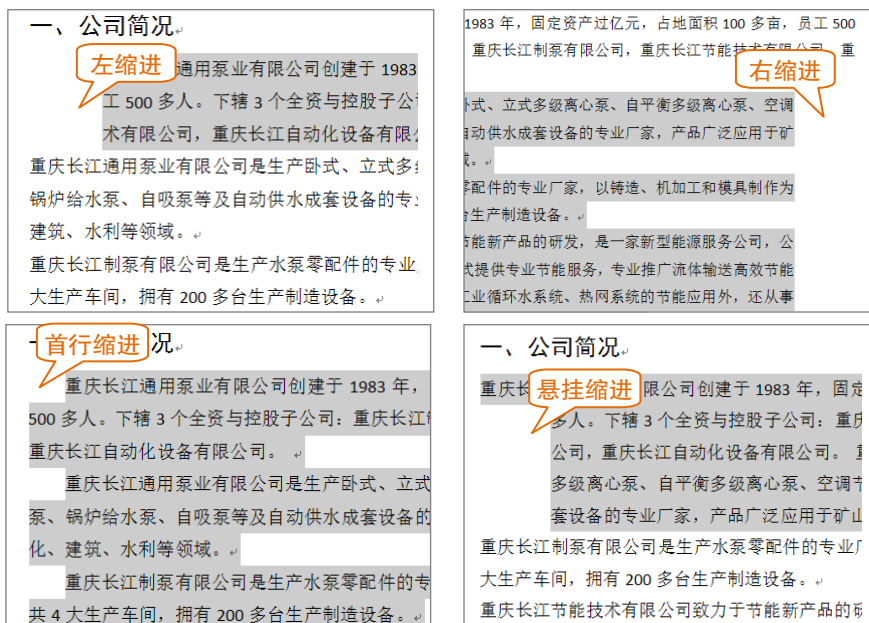 一、公司简况
左缩进
通用泵业有限公司创建于 1983
工 500 多人。下辖 3 个全资与控股子公
术有限公司，重庆长江自动化设备有限
重庆长江通用泵业有限公司是生产卧式、立式多
锅炉给水泵、自吸泵等及自动供水成套设备的专
建筑、水利等领域。
重庆长江制泵有限公司是生产水泵零配件的专业
大生产车间，拥有 200 多台生产制造设备。
1983 年，固定资产过亿元，占地面积 100 多亩，员工 500
重庆长江制泵有限公司，重庆长江节能技术有限公司，重
右缩进
式、立式多级离心泵、自平衡多级离心泵、空调
动供水成套设备的专业厂家，产品广泛应用于矿
。
零配件的专业厂家，以铸造、机加工和模具制作为
台生产制造设备。
节能新产品的研发，是一家新型能源服务公司，公
式提供专业节能服务，专业推广流体输送高效节能
工业循环水系统、热网系统的节能应用外，还从事
首行缩进
况
重庆长江通用泵业有限公司创建于 1983 年，
500 多人。下辖 3 个全资与控股子公司：重庆长江
重庆长江自动化设备有限公司。
重庆长江通用泵业有限公司是生产卧式、立式
泵、锅炉给水泵、自吸泵等及自动供水成套设备的
化、建筑、水利等领域。
重庆长江制泵有限公司是生产水泵零配件的专
共 4 大生产车间，拥有 200 多台生产制造设备。
一、公司简况
重庆长
悬挂缩进
限公司创建于 1983 年，固定
多人。下辖 3 个全资与控股子公司：重庆
公司，重庆长江自动化设备有限公司。
多级离心泵、自平衡多级离心泵、空调
套设备的专业厂家，产品广泛应用于矿山
重庆长江制泵有限公司是生产水泵零配件的专业
大生产车间，拥有 200 多台生产制造设备。
重庆长江节能技术有限公司致力于节能新产品的研